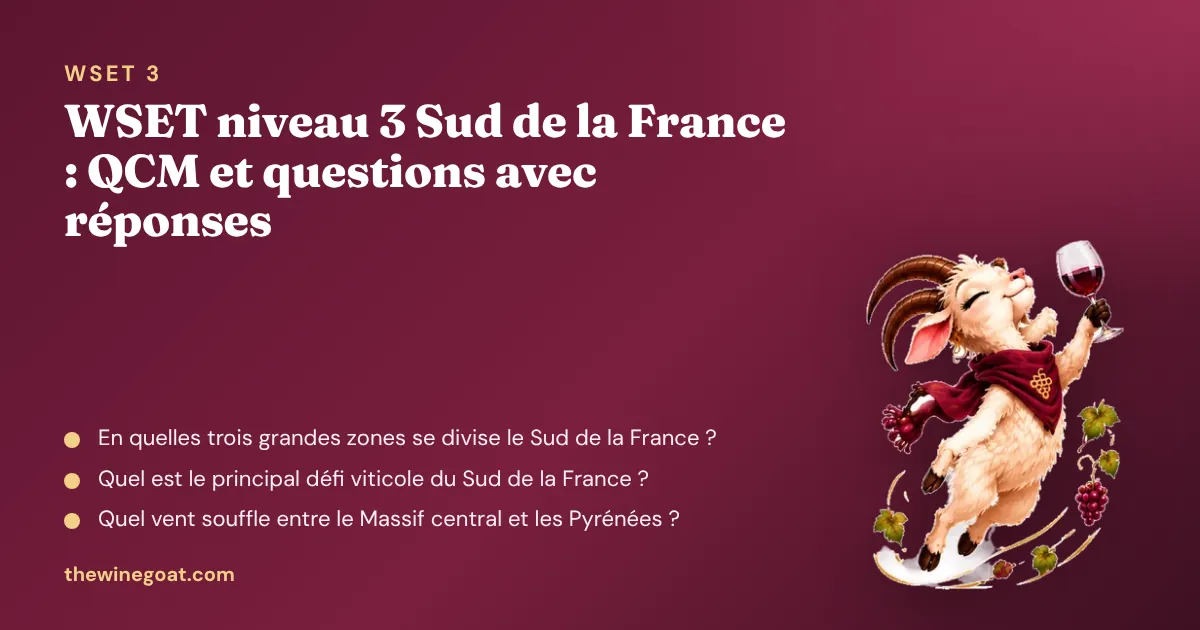 WSET 3
WSET niveau 3 Sud de la France
: QCM et questions avec
réponses
En quelles trois grandes zones se divise le Sud de la France ?
Quel est le principal défi viticole du Sud de la France ?
Quel vent souffle entre le Massif central et les Pyrénées ?
thewinegoat.com